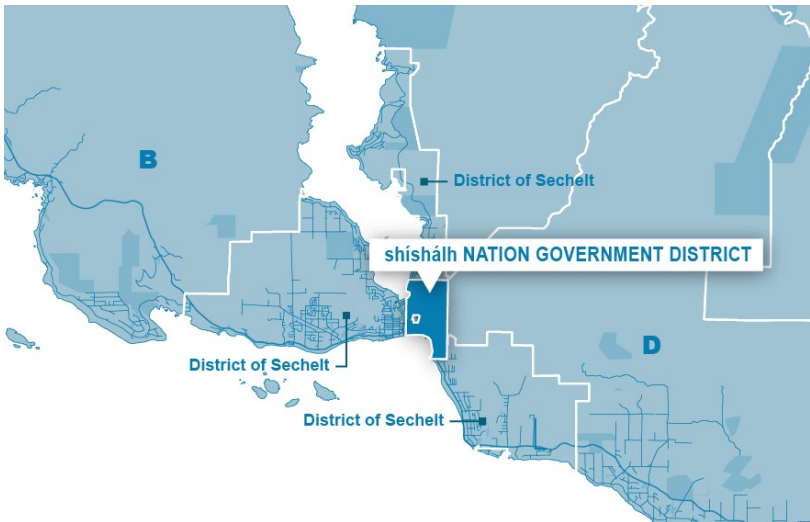 B
District of Sechelt
shíshálh NATION GOVERNMENT DISTRICT
District of Sechelt
D
District of Sechelt